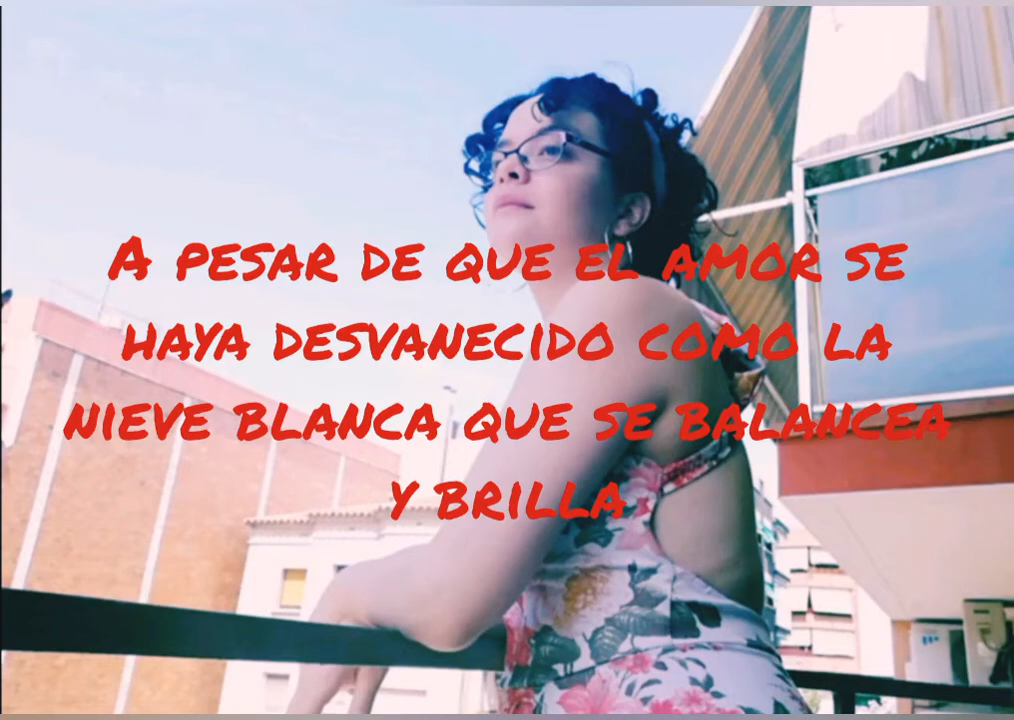 A PESAR DE QUE EL AMOR SE
HAYA DESVANECIDO COMO LA
NIEVE BLANCA QUE SE BALANCEA
Y BRILLA